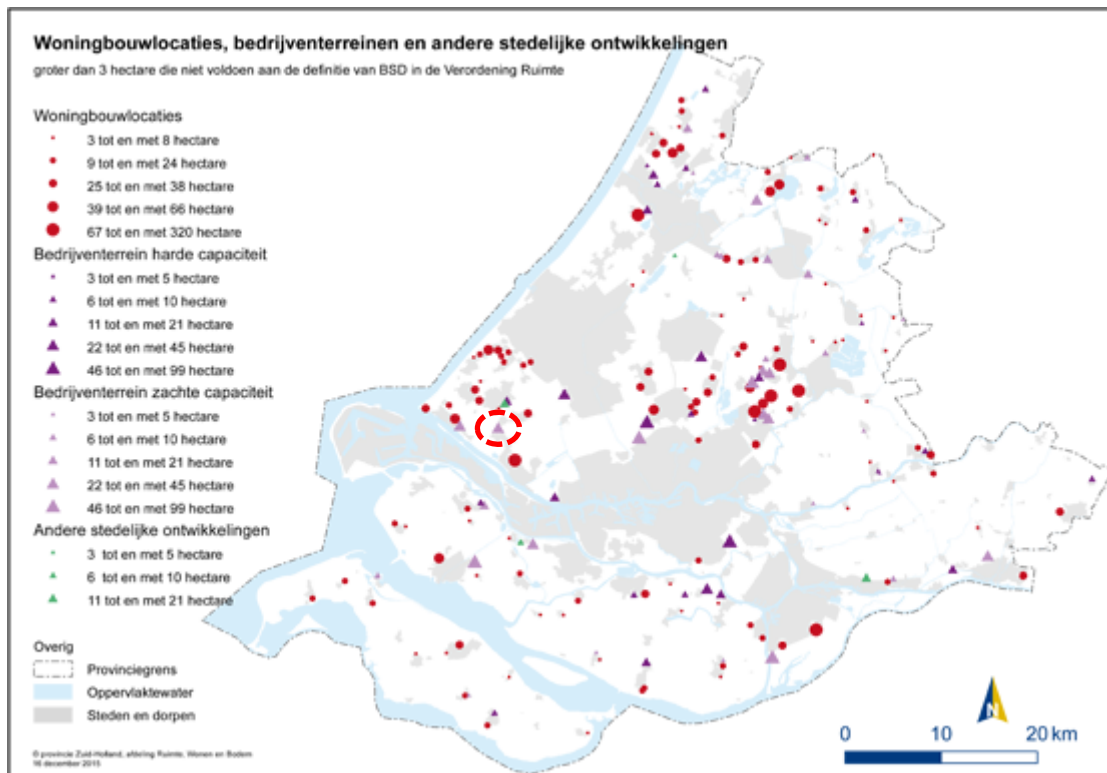 Woningbouwlocaties, bedrijventerreinen en andere stedelijke ontwikkelingen
groter dan 3 hectare die niet voldoen aan de definitie van BSD in de Verordening Ruimte
Woningbouwlocaties
3 tot en met 8 hectare
9 tot en met 24 hectare
25 tot en met 38 hectare
39 tot en met 66 hectare
67 tot en met 320 hectare
Bedrijventerrein harde capaciteit
3 tot en met 5 hectare
6 tot en met 10 hectare
11 tot en met 21 hectare
22 tot en met 45 hectare
46 tot en met 99 hectare
Bedrijventerrein zachte capaciteit
3 tot en met 5 hectare
6 tot en met 10 hectare
11 tot en met 21 hectare
22 tot en met 45 hectare
46 tot en met 99 hectare
Andere stedelijke ontwikkelingen
3 tot en met 5 hectare
6 tot en met 10 hectare
11 tot en met 21 hectare
Overig
Provinciegrens
Oppervlaktewater
Steden en dorpen
© provincie Zuid-Holland, afdeling Ruimte, Wonen en Bodem
16 december 2015
N
0 10 20 km